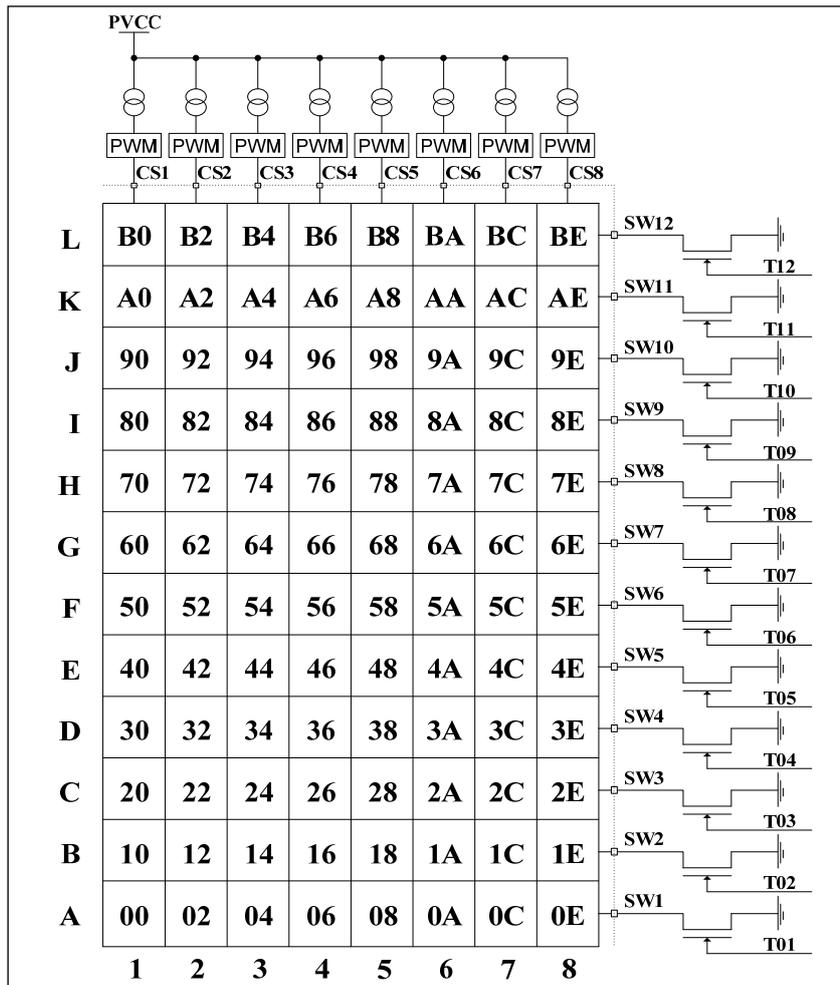 PVCC
PWM PWM PWM PWM PWM PWM PWM PWM
CS1 CS2 CS3 CS4 CS5 CS6 CS7 CS8
L B0 B2 B4 B6 B8 BA BC BE SW12
T12
K A0 A2 A4 A6 A8 AA AC AE SW11
T11
J 90 92 94 96 98 9A 9C 9E SW10
T10
I 80 82 84 86 88 8A 8C 8E SW9
T09
H 70 72 74 76 78 7A 7C 7E SW8
T08
G 60 62 64 66 68 6A 6C 6E SW7
T07
F 50 52 54 56 58 5A 5C 5E SW6
T06
E 40 42 44 46 48 4A 4C 4E SW5
T05
D 30 32 34 36 38 3A 3C 3E SW4
T04
C 20 22 24 26 28 2A 2C 2E SW3
T03
B 10 12 14 16 18 1A 1C 1E SW2
T02
A 00 02 04 06 08 0A 0C 0E SW1
T01
1 2 3 4 5 6 7 8